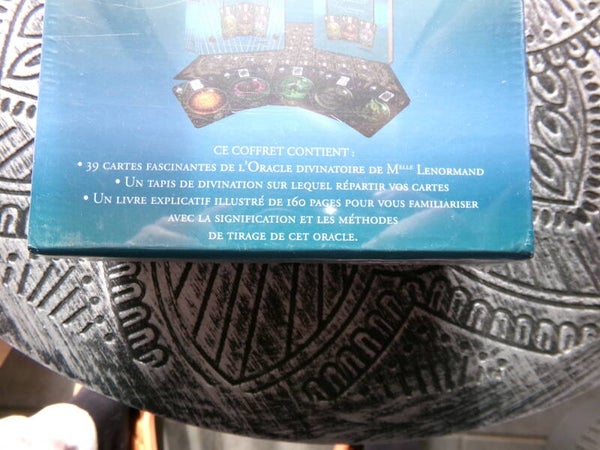 CE COFFRET CONTIENT :
• 39 CARTES FASCINANTES DE L'ORACLE DIVINATOIRE DE MELLE LENORMAND
• UN TAPIS DE DIVINATION SUR LEQUEL RÉPARTIR VOS CARTES
• UN LIVRE EXPLICATIF ILLUSTRÉ DE 160 PAGES POUR VOUS FAMILIARISER
AVEC LA SIGNIFICATION ET LES MÉTHODES
DE TIRAGE DE CET ORACLE.